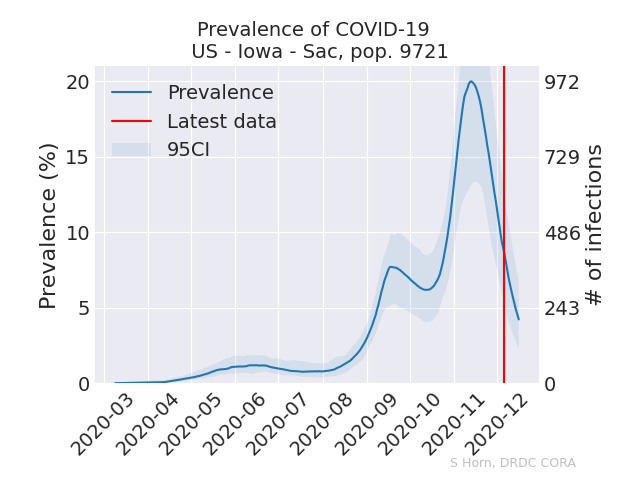 Prevalence of COVID-19
US - Iowa - Sac, pop. 9721
Prevalence
Latest data
95CI
Prevalence (%)
20
15
10
5
0
972
729
486
243
0
# of infections
2020-03
2020-04
2020-05
2020-06
2020-07
2020-08
2020-09
2020-10
2020-11
2020-12
S Horn, DRDC CORA